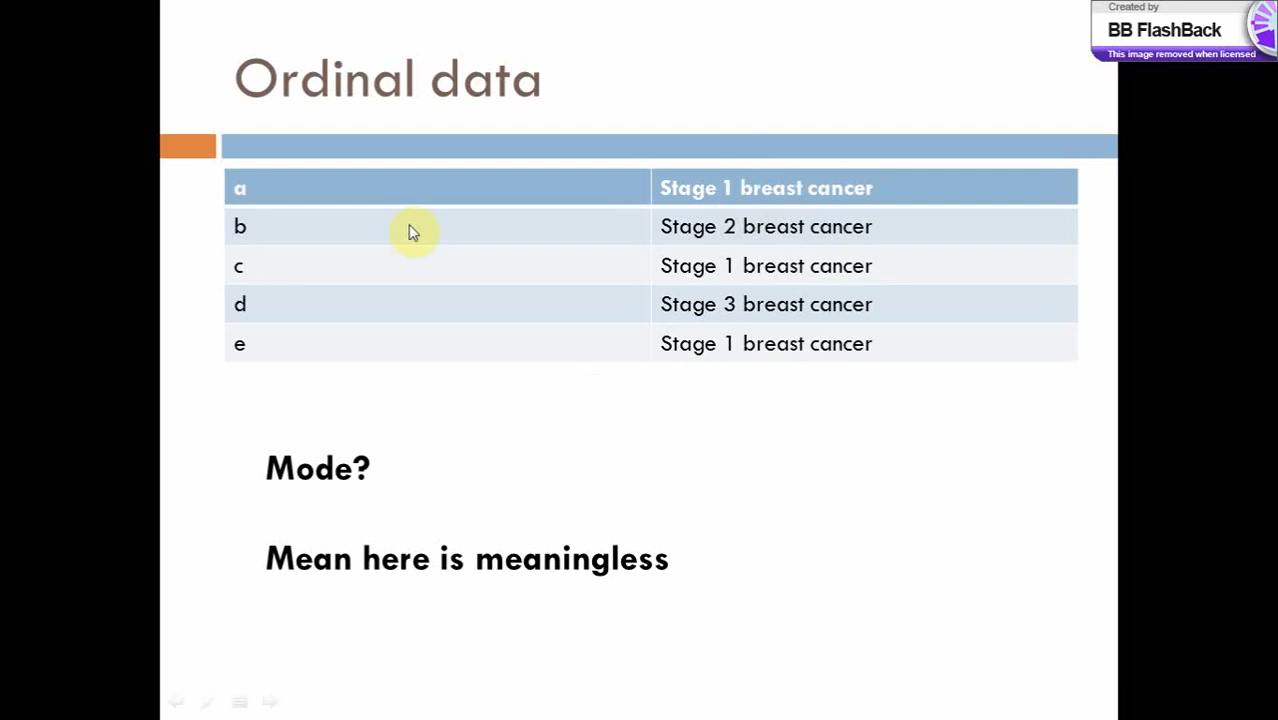 Created by
BB FlashBack
This image removed when licensed
Ordinal data
a Stage 1 breast cancer
b Stage 2 breast cancer
c Stage 1 breast cancer
d Stage 3 breast cancer
e Stage 1 breast cancer
Mode?
Mean here is meaningless